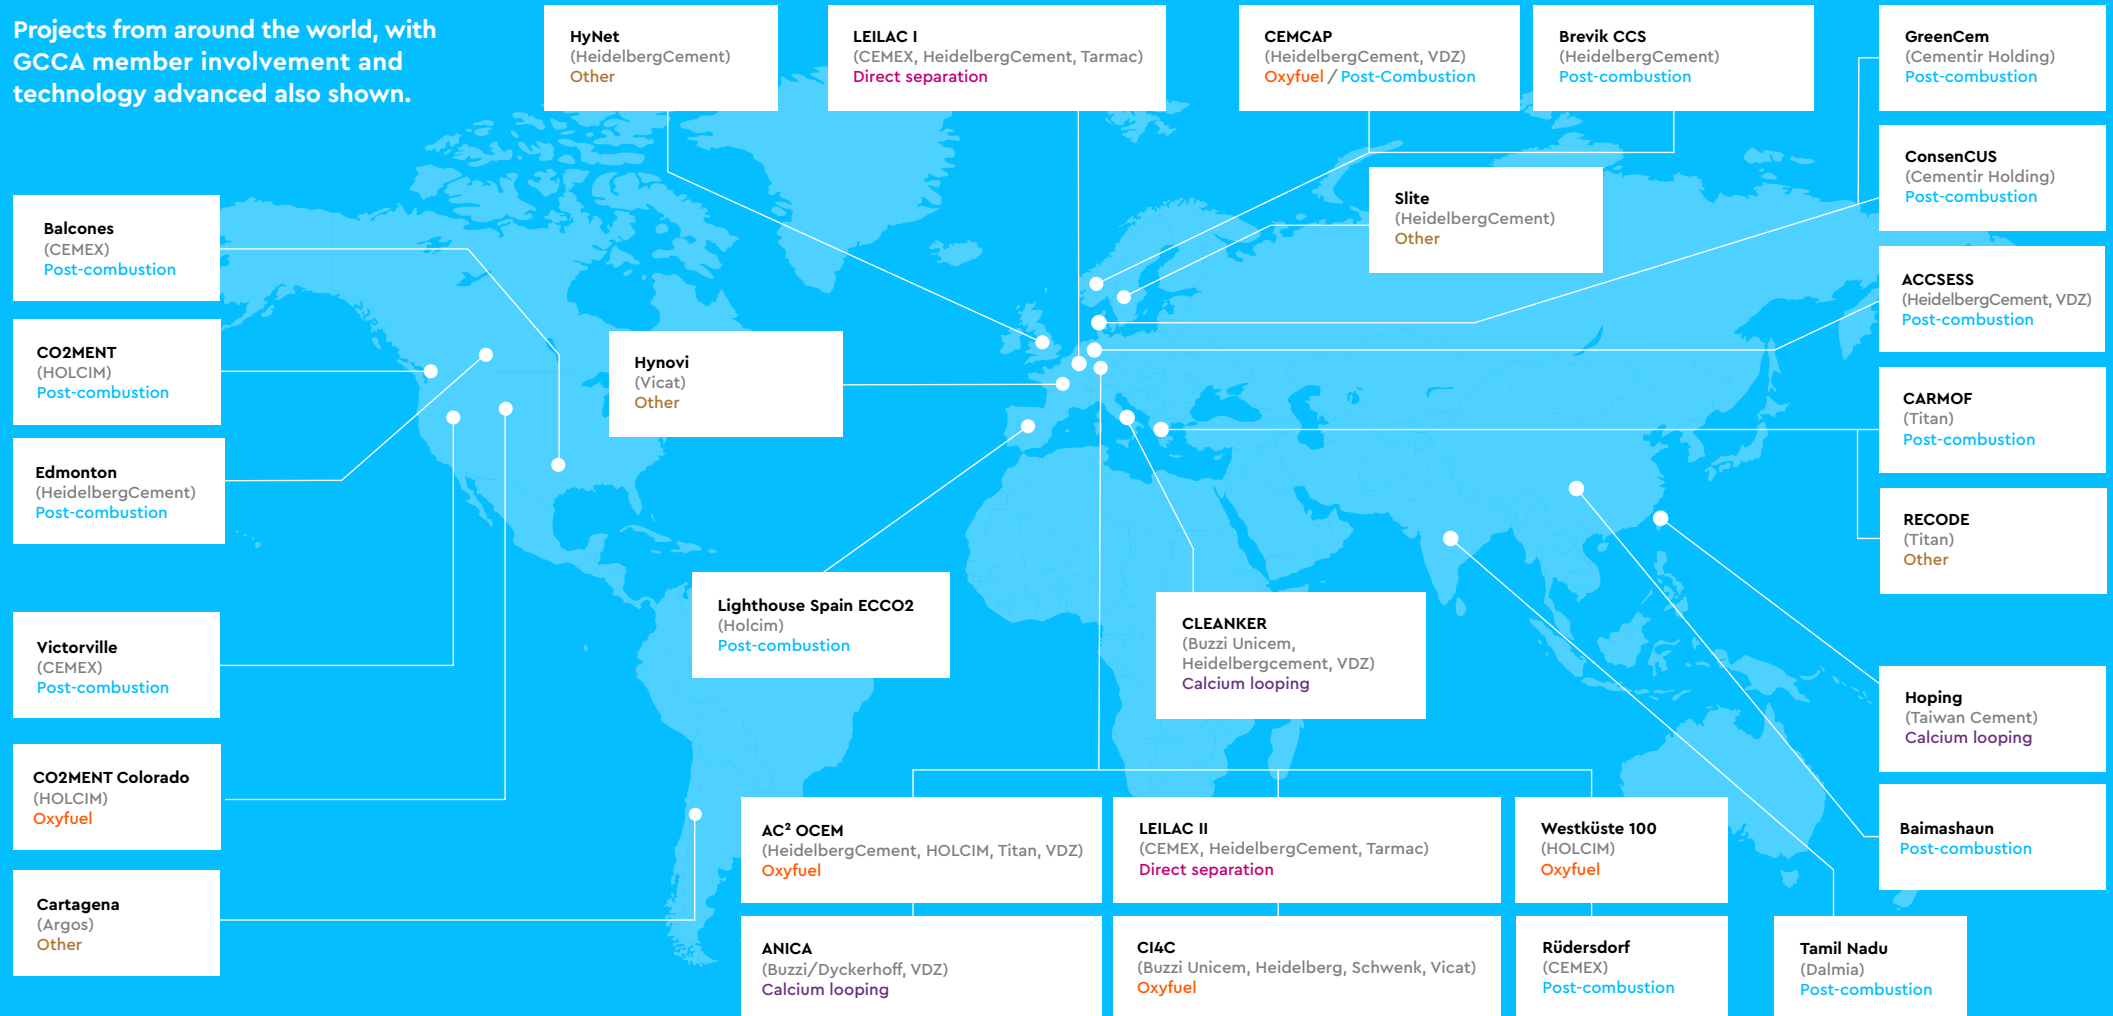 Projects from around the world, with
GCCA member involvement and
technology advanced also shown.
HyNet
(HeidelbergCement)
Other
LEILAC I
(CEMEX, HeidelbergCement, Tarmac)
Direct separation
CEMCAP
(HeidelbergCement, VDZ)
Oxyfuel / Post-Combustion
Brevik CCS
(HeidelbergCement)
Post-combustion
GreenCem
(Cementir Holding)
Post-combustion
ConsenCUS
(Cementir Holding)
Post-combustion
Slite
(HeidelbergCement)
Other
Balcones
(CEMEX)
Post-combustion
ACCSESS
(HeidelbergCement, VDZ)
Post-combustion
CO2MENT
(HOLCIM)
Post-combustion
Hynovi
(Vicat)
Other
CARMOF
(Titan)
Post-combustion
Edmonton
(HeidelbergCement)
Post-combustion
RECODE
(Titan)
Other
Lighthouse Spain ECCO2
(Holcim)
Post-combustion
CLEANKER
(Buzzi Unicem,
Heidelbergcement, VDZ)
Calcium looping
Victorville
(CEMEX)
Post-combustion
Hoping
(Taiwan Cement)
Calcium looping
CO2MENT Colorado
(HOLCIM)
Oxyfuel
AC² OCEM
(HeidelbergCement, HOLCIM, Titan, VDZ)
Oxyfuel
LEILAC II
(CEMEX, HeidelbergCement, Tarmac)
Direct separation
Westküste 100
(HOLCIM)
Oxyfuel
Baimashaun
Post-combustion
Cartagena
(Argos)
Other
ANICA
(Buzzi/Dyckerhoff, VDZ)
Calcium looping
CI4C
(Buzzi Unicem, Heidelberg, Schwenk, Vicat)
Oxyfuel
Rüdersdorf
(CEMEX)
Post-combustion
Tamil Nadu
(Dalmia)
Post-combustion